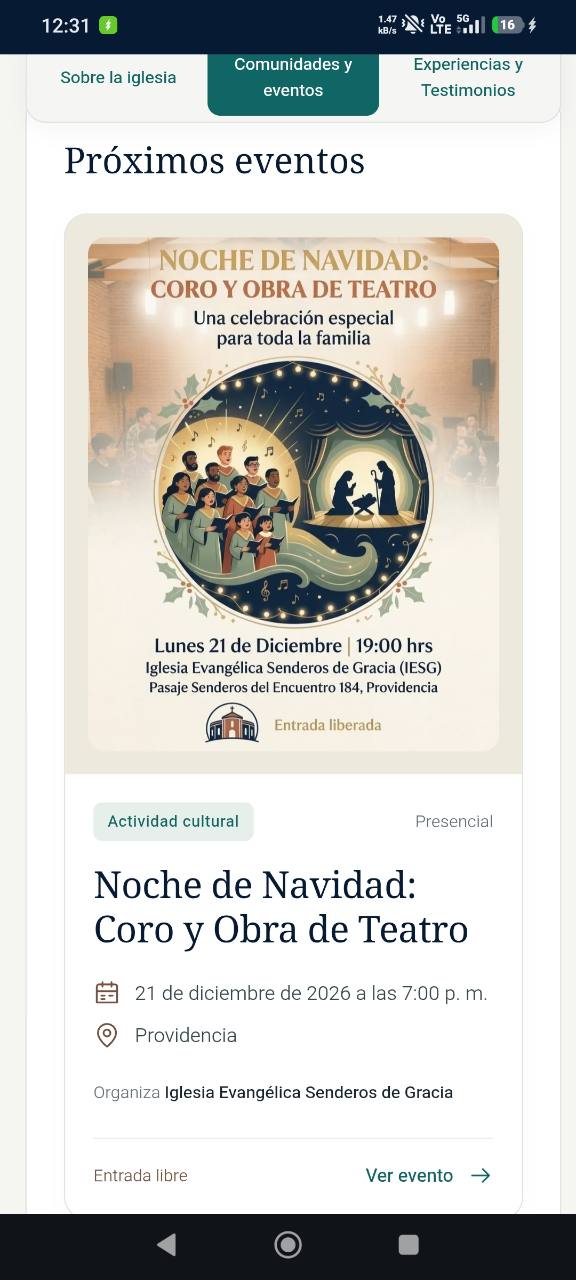 12:31
1.47
kB/s
Vo
LTE
5G
16
Sobre la iglesia
Comunidades y
eventos
Experiencias y
Testimonios
Próximos eventos
NOCHE DE NAVIDAD:
CORO Y OBRA DE TEATRO
Una celebración especial
para toda la familia
Lunes 21 de Diciembre | 19:00 hrs
Iglesia Evangélica Senderos de Gracia (IESG)
Pasaje Senderos del Encuentro 184, Providencia
Entrada liberada
Actividad cultural
Presencial
Noche de Navidad:
Coro y Obra de Teatro
21 de diciembre de 2026 a las 7:00 p. m.
Providencia
Organiza Iglesia Evangélica Senderos de Gracia
Entrada libre
Ver evento